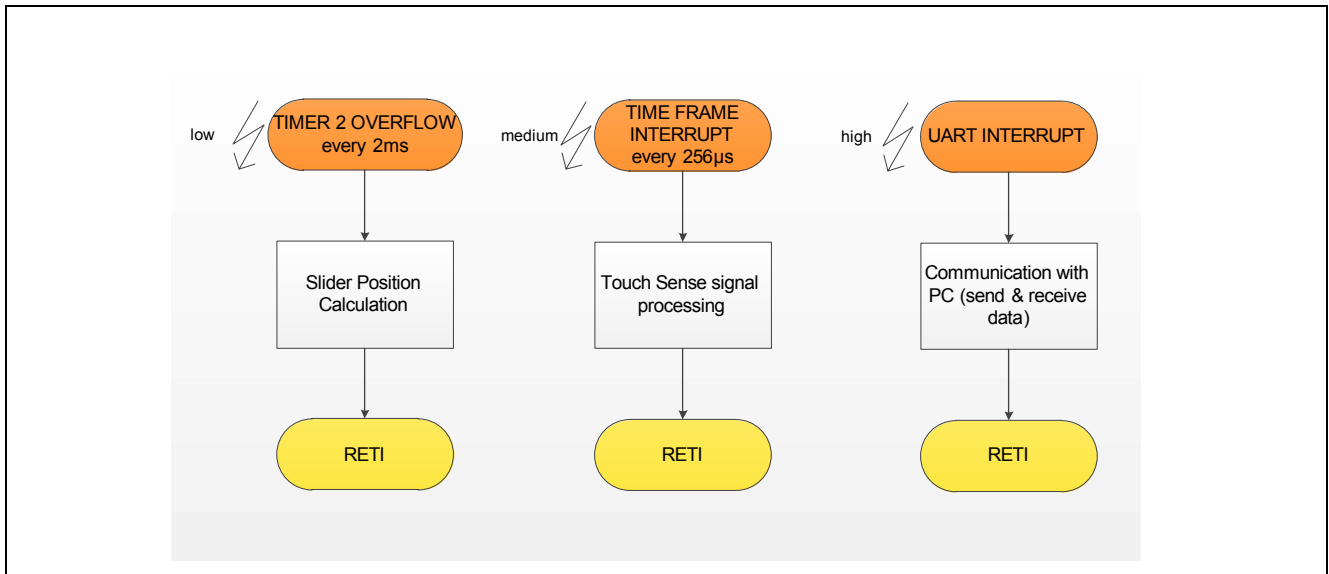 low
TIMER 2 OVERFLOW
every 2ms
Slider Position
Calculation
RETI
medium
TIME FRAME
INTERRUPT
every 256µs
Touch Sense signal
processing
RETI
high
UART INTERRUPT
Communication with
PC (send & receive
data)
RETI